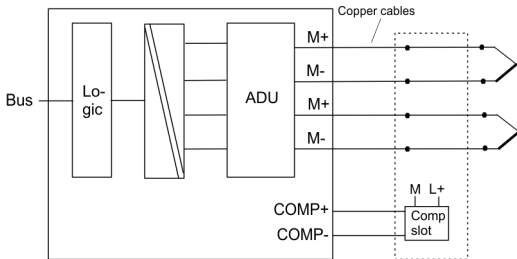 Copper cables
M+
M-
Bus
Lo-
gic
ADU
M+
M-
M L+
COMP+
Comp
slot
COMP-